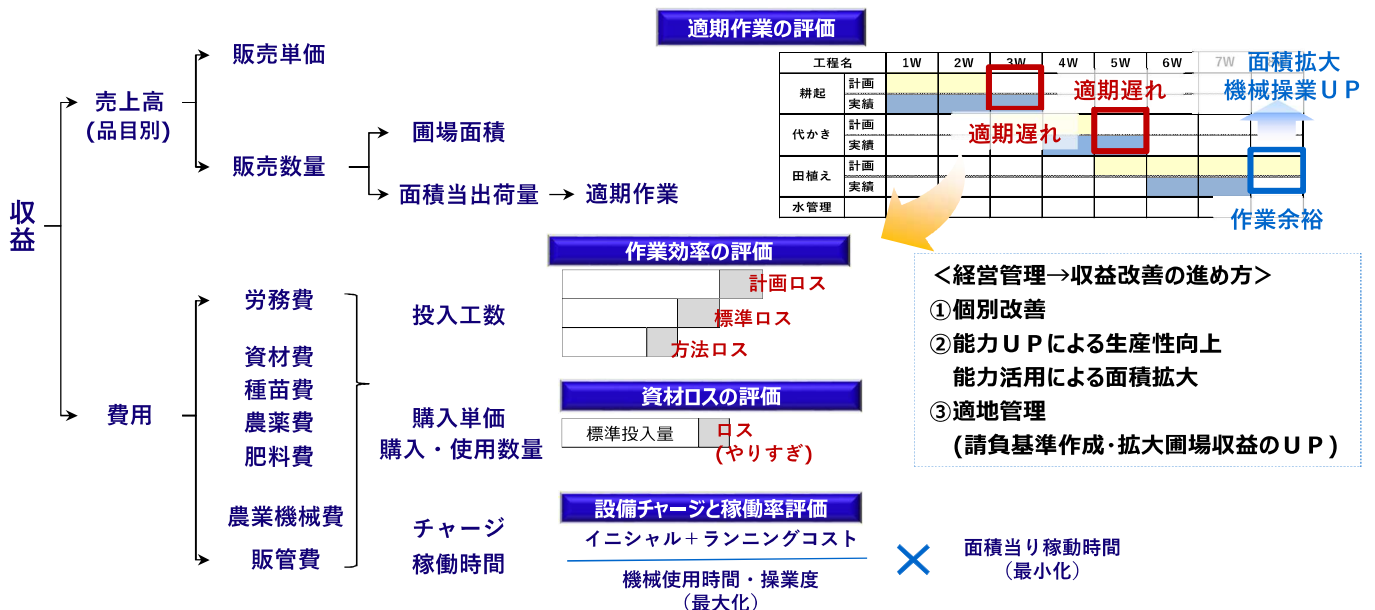 適期作業の評価
工程名 1W 2W 3W 4W 5W 6W 7W
耕起 計画
実績
代かき 計画
実績
田植え 計画
実績
水管理
適期遅れ
適期遅れ
面積拡大
機械操業UP
作業余裕
収益
売上高
(品目別)
販売単価
販売数量
圃場面積
面積当出荷量
適期作業
費用
労務費
資材費
種苗費
農薬費
肥料費
農業機械費
販管費
投入工数
購入単価
購入・使用数量
チャージ
稼働時間
作業効率の評価
計画ロス
標準ロス
方法ロス
資材ロスの評価
標準投入量
ロス
(やりすぎ)
設備チャージと稼働率評価
イニシャル+ランニングコスト
機械使用時間・操業度
(最大化)
×
面積当り稼動時間
(最小化)
<経営管理→収益改善の進め方>
①個別改善
②能力UPによる生産性向上
能力活用による面積拡大
③適地管理
(請負基準作成・拡大圃場収益のUP)